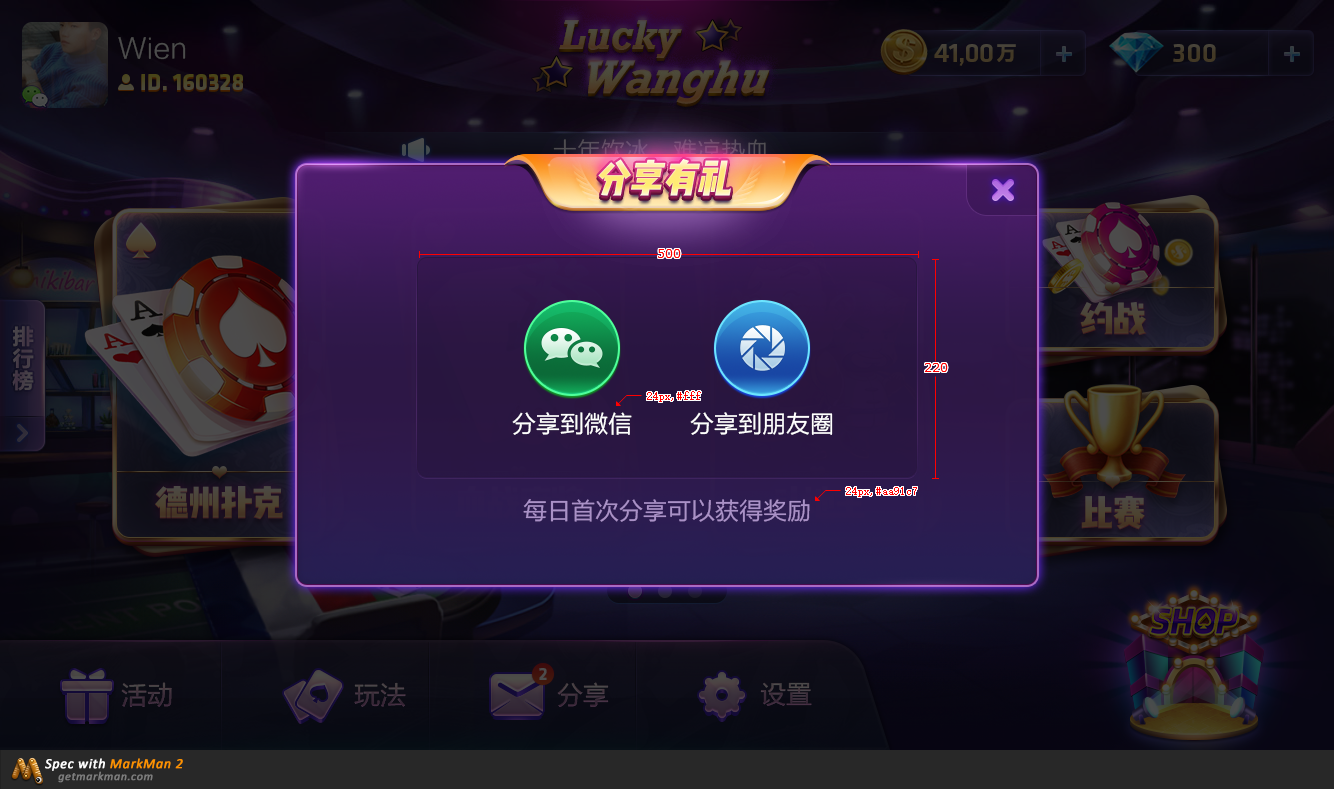 Wien
ID. 160328
Lucky
Wanghu
41,00万
+
300
+
十年饮冰，难凉热血
分享有礼
500
220
分享到微信
分享到朋友圈
24px,#fff
24px,#aa91c7
每日首次分享可以获得奖励
排行榜
A
A
德州扑克
约战
比赛
SHOP
活动
玩法
2
分享
设置
Spec with MarkMan 2
getmarkman.com